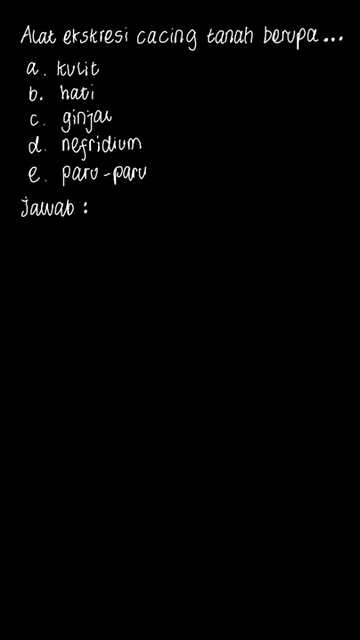 Alat ekskresi cacing tanah berupa...
a. kulit
b. hati
c. ginjal
d. nefridium
e. paru-paru
Jawab :